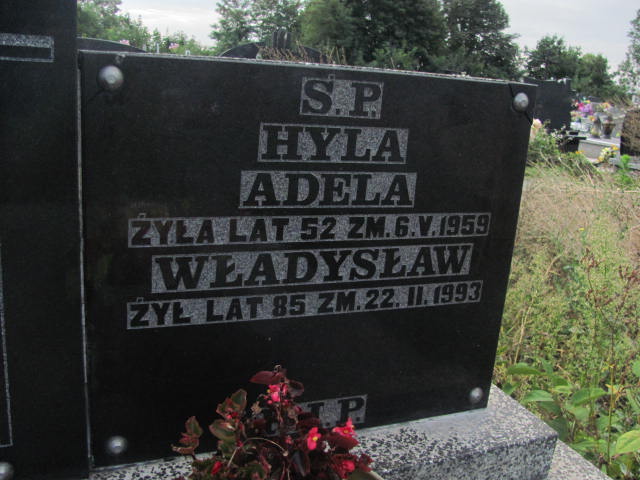 Ś.P.
HYLA
ADELA
ŻYŁA LAT 52 ZM. 6.V.1959
WŁADYSŁAW
ŻYŁ LAT 85 ZM. 22. II. 1993
I.P.